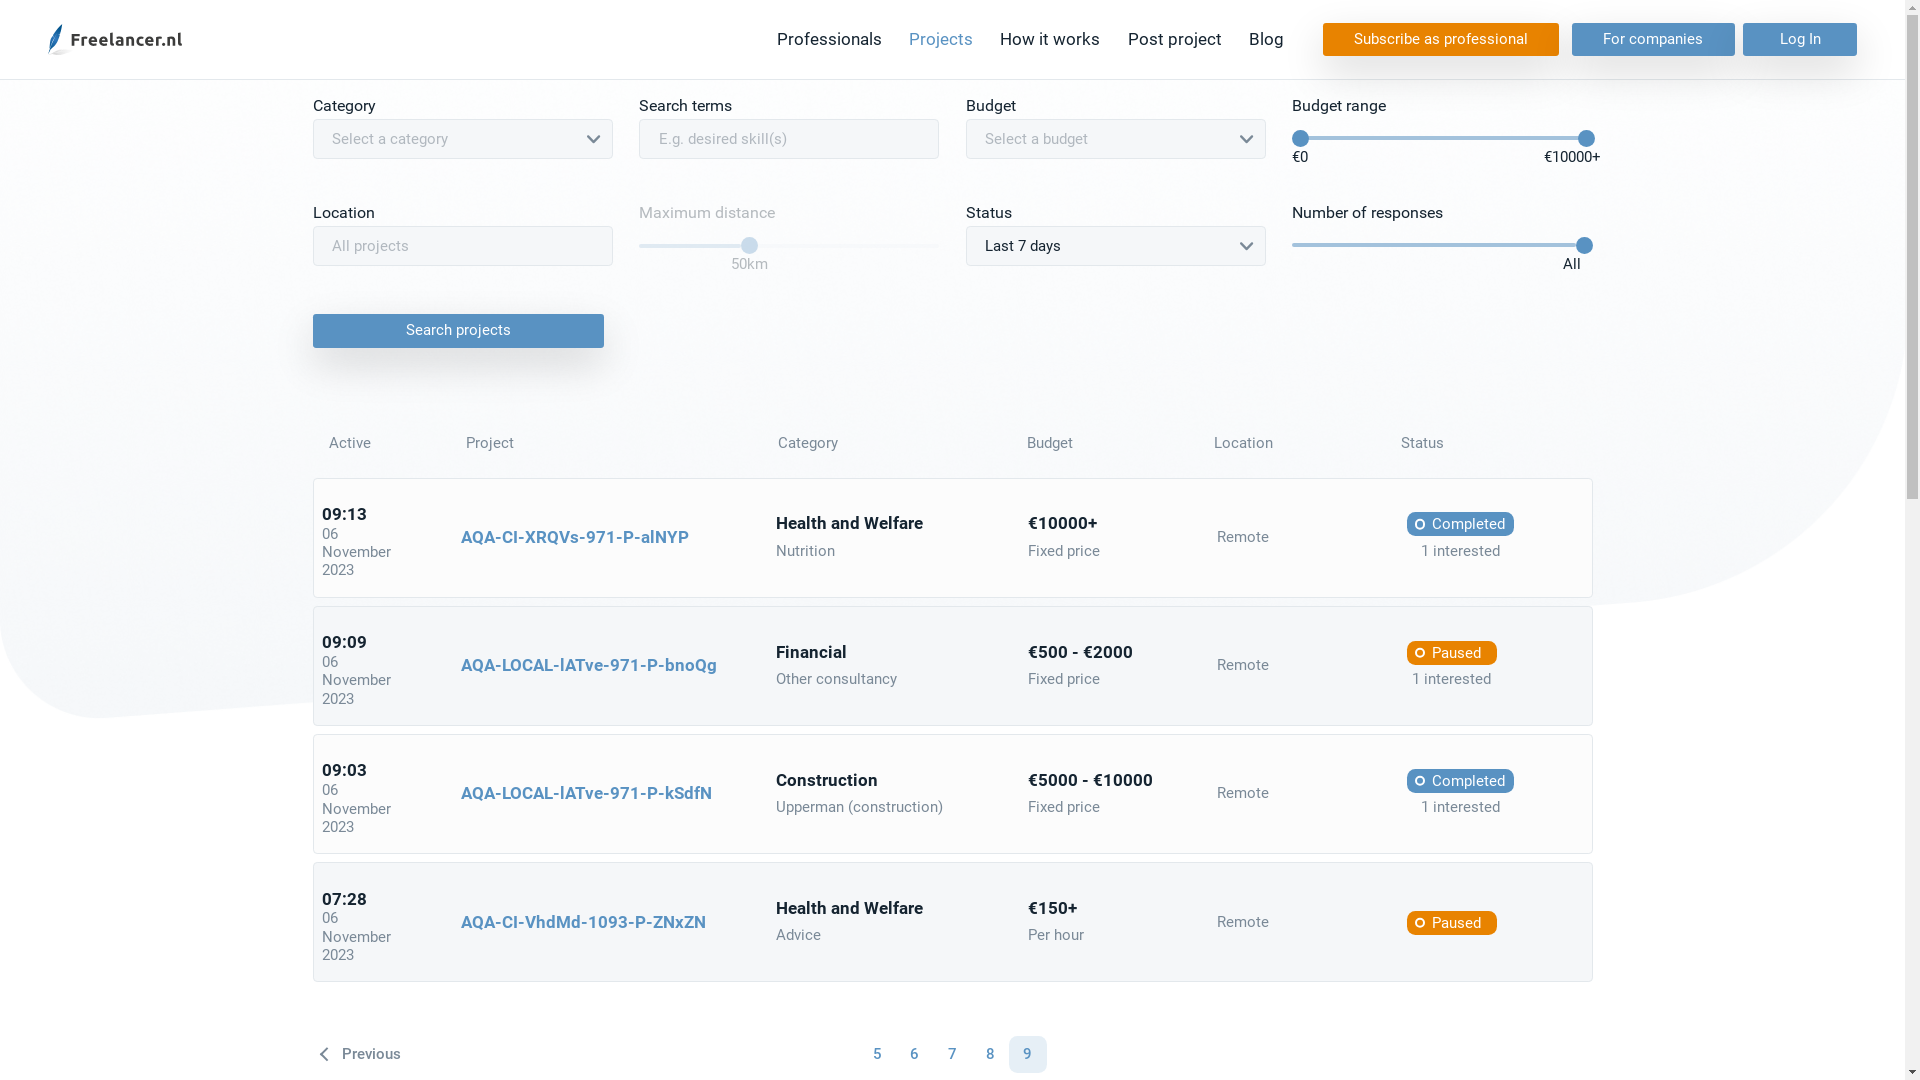 Freelancer.nl
Professionals Projects How it works Post project Blog Subscribe as professional For companies Log In
Category Search terms Budget Budget range
Select a category E.g. desired skill(s) Select a budget
€0 €10000+
Location Maximum distance Status Number of responses
All projects Last 7 days
50km All
Search projects
Active Project Category Budget Location Status
09:13
06
November
2023
AQA-CI-XRQVs-971-P-alNYP
Health and Welfare
Nutrition
€10000+
Fixed price
Remote
Completed
1 interested
09:09
06
November
2023
AQA-LOCAL-lATve-971-P-bnoQg
Financial
Other consultancy
€500 - €2000
Fixed price
Remote
Paused
1 interested
09:03
06
November
2023
AQA-LOCAL-lATve-971-P-kSdfN
Construction
Upperman (construction)
€5000 - €10000
Fixed price
Remote
Completed
1 interested
07:28
06
November
2023
AQA-CI-VhdMd-1093-P-ZNxZN
Health and Welfare
Advice
€150+
Per hour
Remote
Paused
Previous 5 6 7 8 9